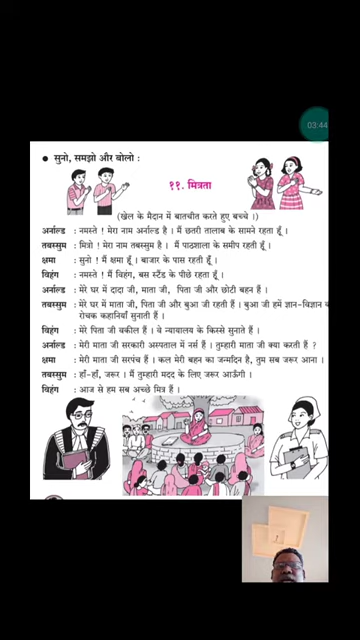 03:44
● सुनो, समझो और बोलो :
११. मित्रता
(खेल के मैदान में बातचीत करते हुए बच्चे ।)
अर्नाल्ड : नमस्ते ! मेरा नाम अर्नाल्ड है । मैं छतरी तालाब के सामने रहता हूँ ।
तबस्सुम : मित्रो ! मेरा नाम तबस्सुम है । मैं पाठशाला के समीप रहती हूँ ।
क्षमा : सुनो ! मैं क्षमा हूँ । बाजार के पास रहती हूँ ।
विहंग : नमस्ते ! मैं विहंग, बस स्टैंड के पीछे रहता हूँ ।
अर्नाल्ड : मेरे घर में दादा जी, माता जी, पिता जी और छोटी बहन हैं ।
तबस्सुम : मेरे घर में माता जी, पिता जी और बुआ जी रहती हैं । बुआ जी हमें ज्ञान-विज्ञान व
रोचक कहानियाँ सुनाती हैं ।
विहंग : मेरे पिता जी वकील हैं । वे न्यायालय के किस्से सुनाते हैं ।
अर्नाल्ड : मेरी माता जी सरकारी अस्पताल में नर्स हैं । तुम्हारी माता जी क्या करती हैं ?
क्षमा : मेरी माता जी सरपंच हैं । कल मेरी बहन का जन्मदिन है, तुम सब जरूर आना ।
तबस्सुम : हाँ-हाँ, जरूर । मैं तुम्हारी मदद के लिए जरूर आऊँगी ।
विहंग : आज से हम सब अच्छे मित्र हैं ।